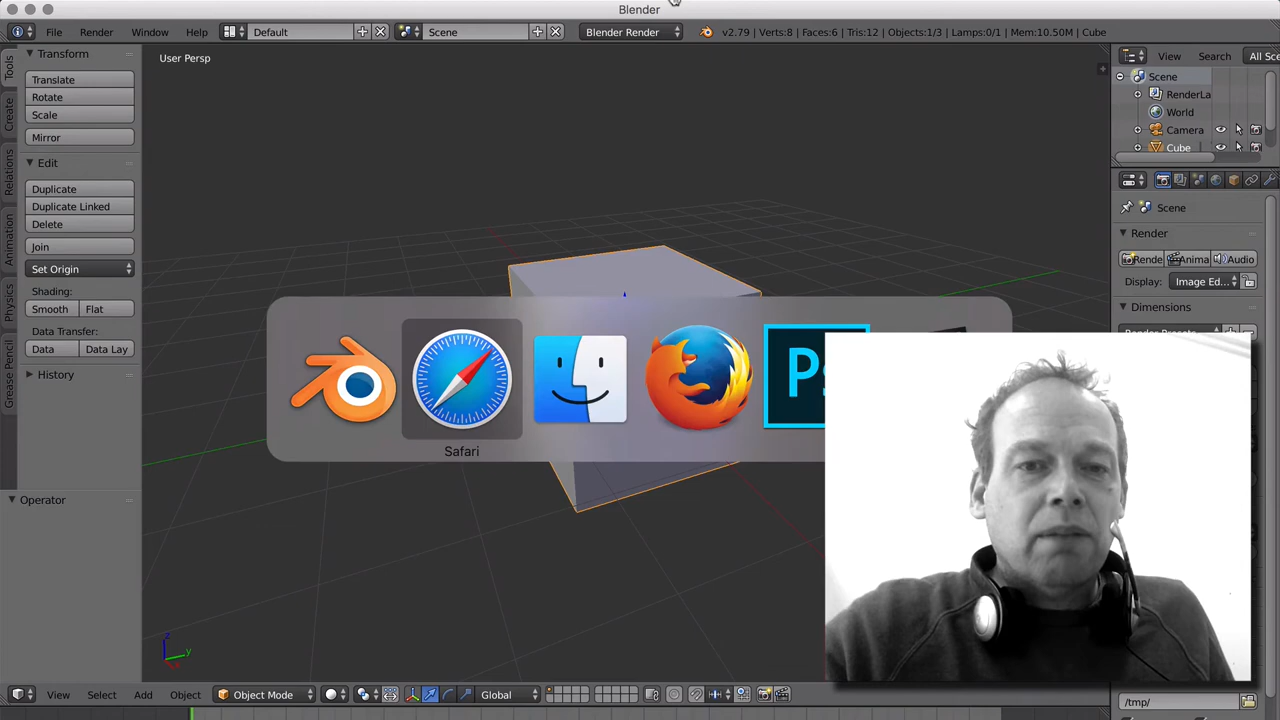 Blender
File Render Window Help Default Scene Blender Render v2.79 | Verts:8 | Faces:6 | Tris:12 | Objects:1/3 | Lamps:0/1 | Mem:10.50M | Cube
Tools
Create
Relations
Animation
Physics
Grease Pencil
Transform
Translate
Rotate
Scale
Mirror
Edit
Duplicate
Duplicate Linked
Delete
Join
Set Origin
Shading:
Smooth Flat
Data Transfer:
Data Data Lay
History
Operator
User Persp
Safari
View Search All Sce
Scene
RenderLa
World
Camera
Cube
Scene
Render
Rende Anima Audio
Display: Image Ed...
Dimensions
/tmp/
z
y
x
View Select Add Object Object Mode Global